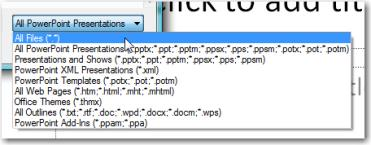 All PowerPoint Presentations
Click to add tit
All Files (*.*)
All PowerPoint Presentations (*.pptx;*.ppt;*.pptm;*.ppsx;*.pps;*.ppsm;*.potx;*.pot;*.potm)
Presentations and Shows (*.pptx;*.ppt;*.pptm;*.ppsx;*.pps;*.ppsm)
PowerPoint XML Presentations (*.xml)
PowerPoint Templates (*.potx;*.pot;*.potm)
All Web Pages (*.htm;*.html;*.mht;*.mhtml)
Office Themes (*.thmx)
All Outlines (*.txt;*.rtf;*.doc;*.wpd;*.docx;*.docm;*.wps)
PowerPoint Add-Ins (*.ppam;*.ppa)